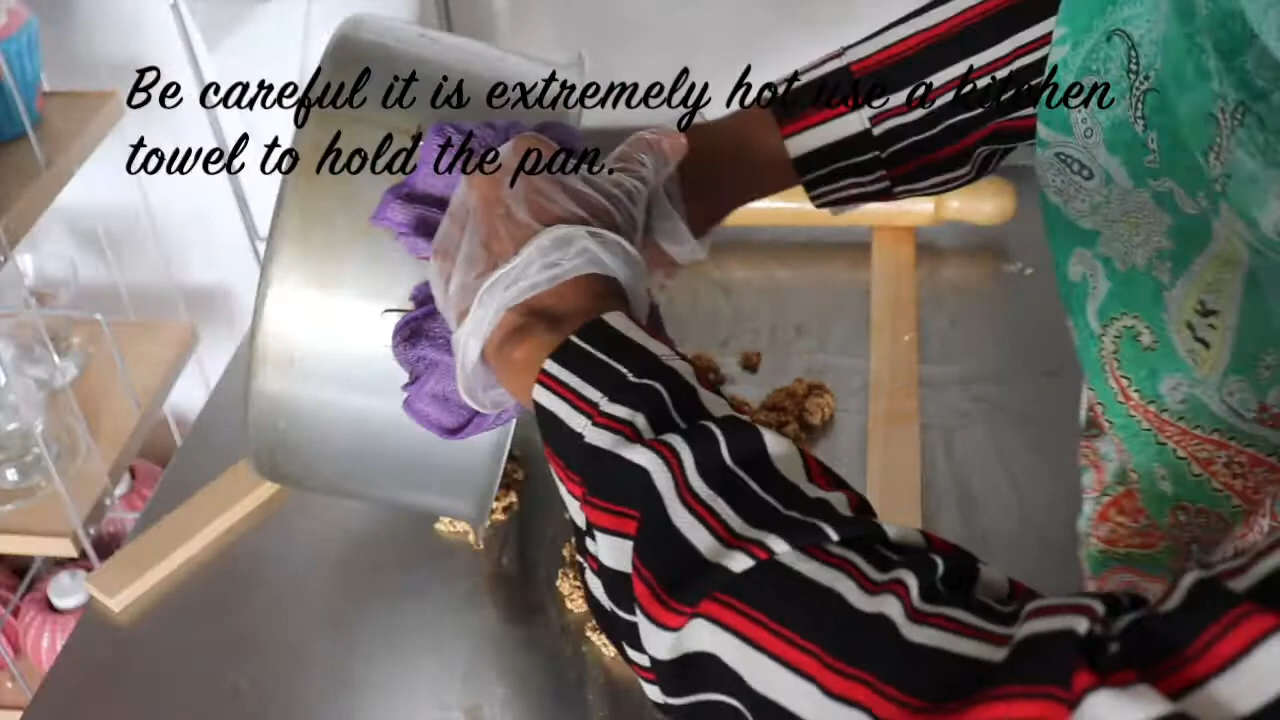 Be careful it is extremely hot use a kitchen
towel to hold the pan.